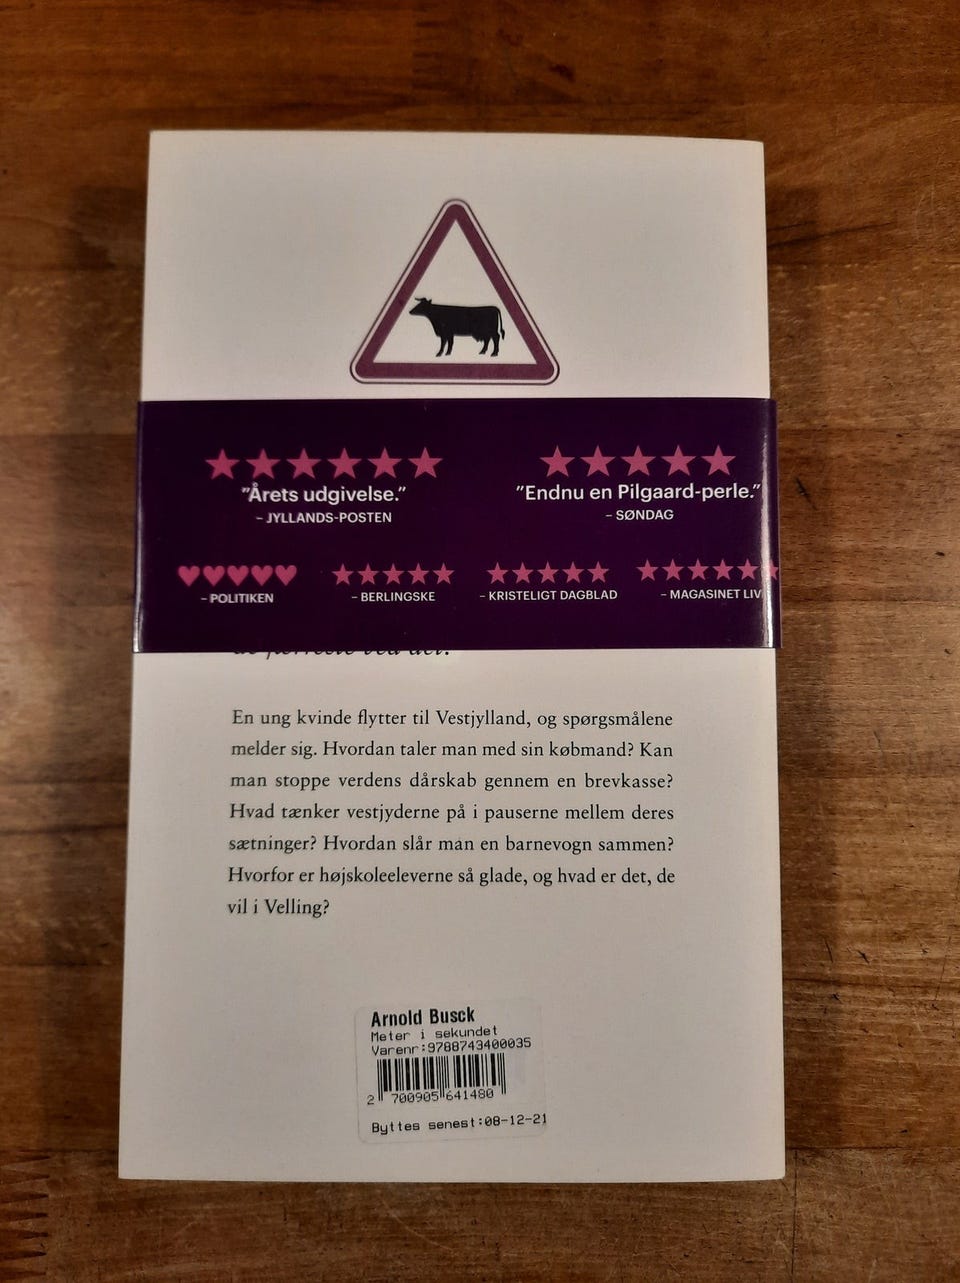 "Årets udgivelse."
– JYLLANDS-POSTEN
"Endnu en Pilgaard-perle."
– SØNDAG
– POLITIKEN
– BERLINGSKE
– KRISTELIGT DAGBLAD
– MAGASINET LIV
En ung kvinde flytter til Vestjylland, og spørgsmålene
melder sig. Hvordan taler man med sin købmand? Kan
man stoppe verdens dårskab gennem en brevkasse?
Hvad tænker vestjyderne på i pauserne mellem deres
sætninger? Hvordan slår man en barnevogn sammen?
Hvorfor er højskoleeleverne så glade, og hvad er det, de
vil i Velling?
Arnold Busck
Meter i sekundet
Varenr:9788743400035
2 700905 641480
Byttes senest:08-12-21